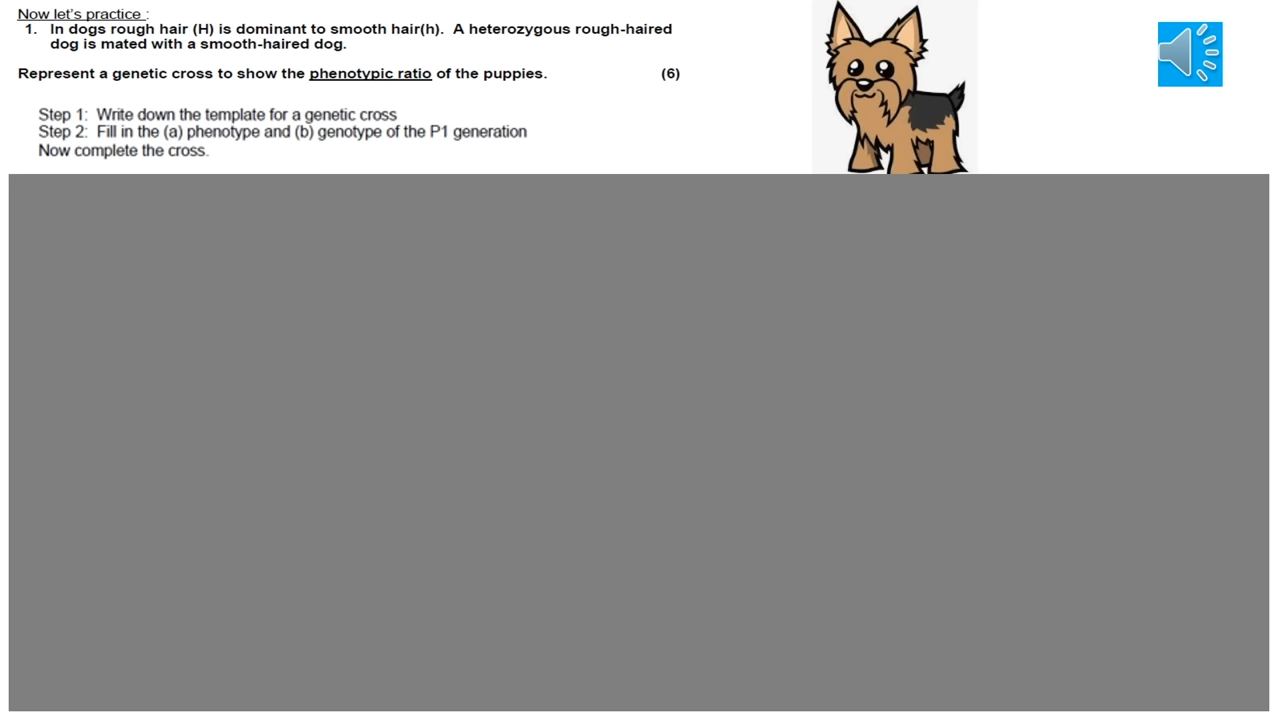 Now let's practice :
1. In dogs rough hair (H) is dominant to smooth hair(h). A heterozygous rough-haired
dog is mated with a smooth-haired dog.
Represent a genetic cross to show the phenotypic ratio of the puppies. (6)
Step 1: Write down the template for a genetic cross
Step 2: Fill in the (a) phenotype and (b) genotype of the P1 generation
Now complete the cross.